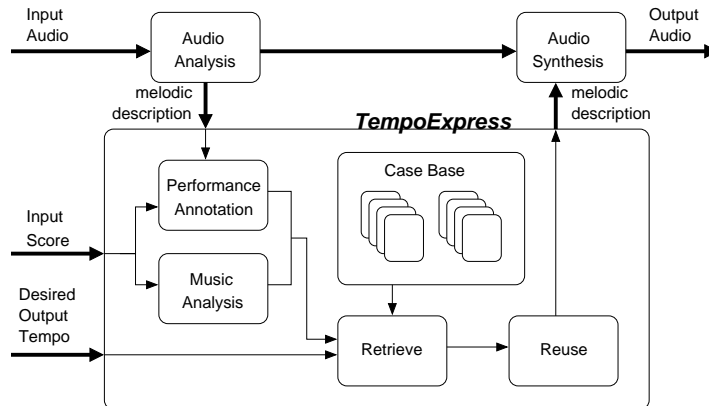 Input
Audio
Audio
Analysis
Audio
Synthesis
Output
Audio
melodic
description
melodic
description
TempoExpress
Performance
Annotation
Case Base
Input
Score
Music
Analysis
Desired
Output
Tempo
Retrieve
Reuse